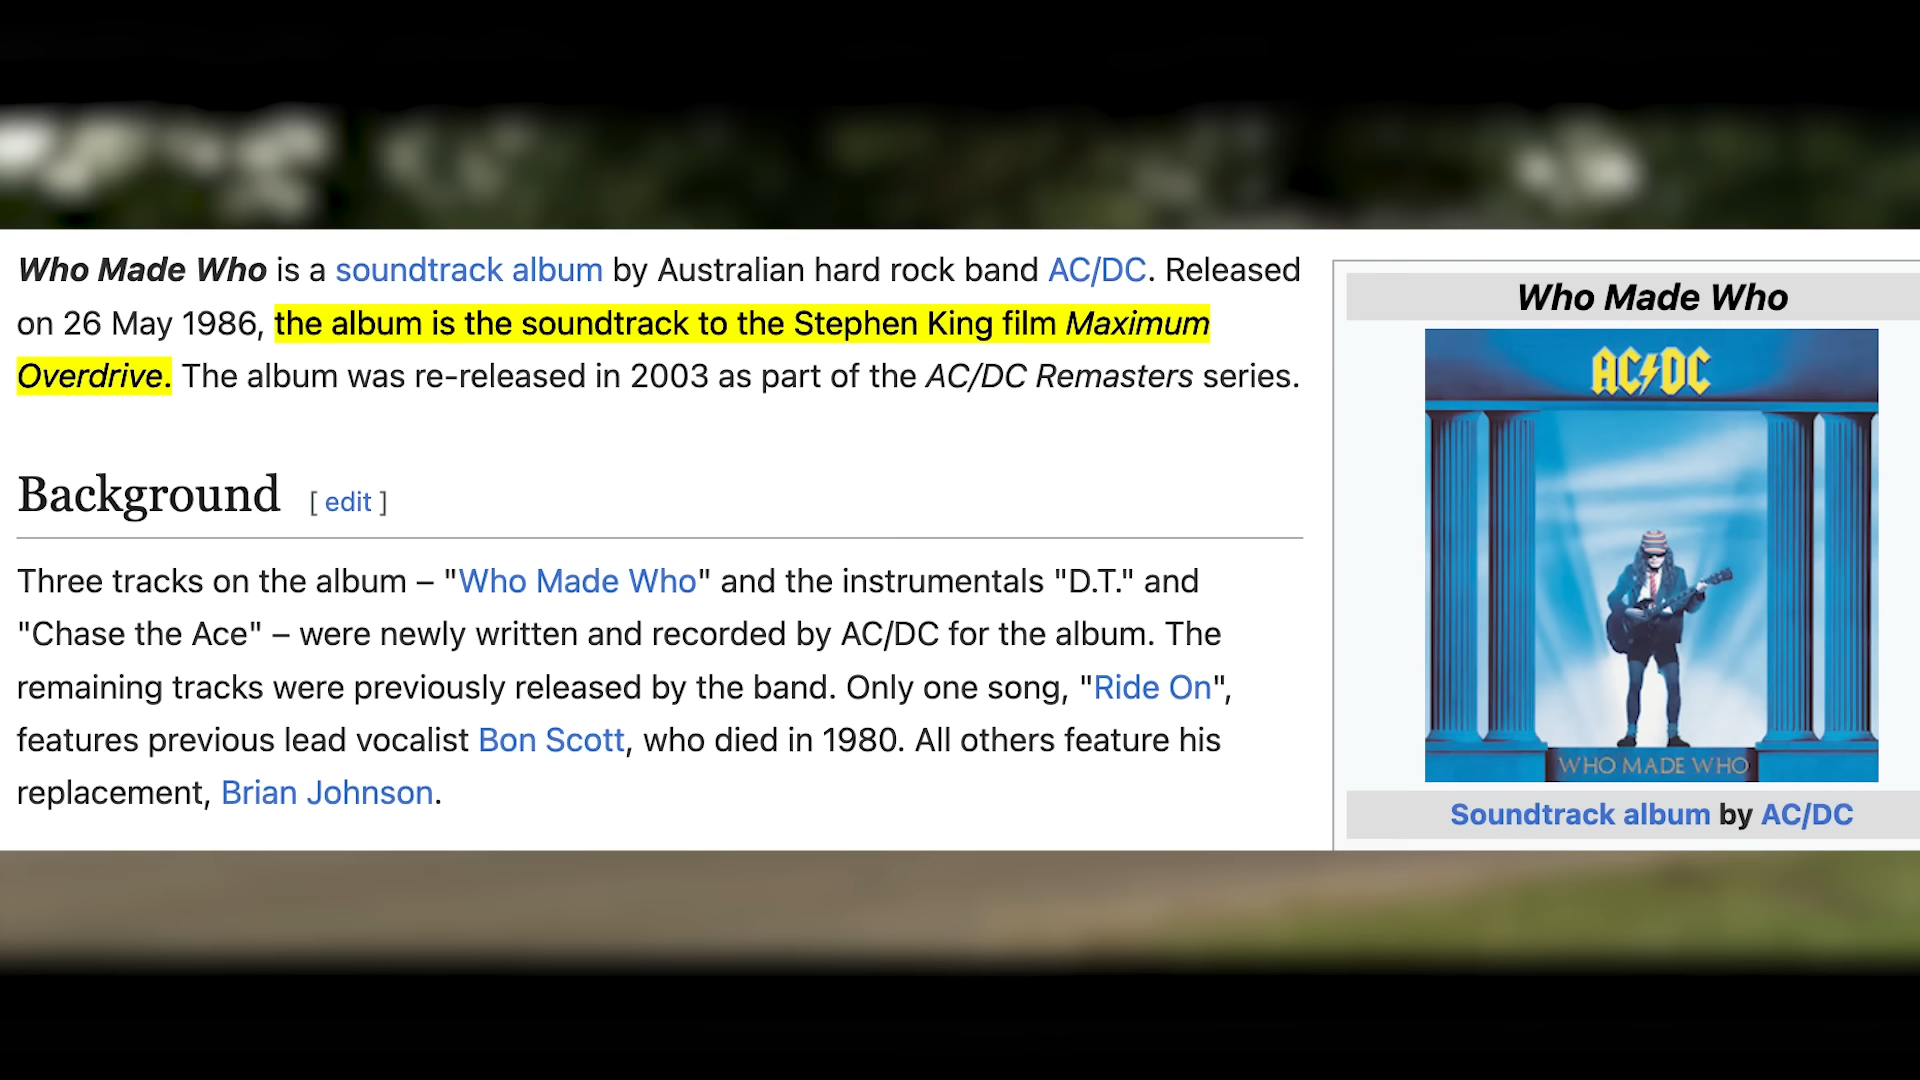 Who Made Who is a soundtrack album by Australian hard rock band AC/DC. Released
on 26 May 1986, the album is the soundtrack to the Stephen King film Maximum
Overdrive. The album was re-released in 2003 as part of the AC/DC Remasters series.
Background [ edit ]
Three tracks on the album – "Who Made Who" and the instrumentals "D.T." and
"Chase the Ace" – were newly written and recorded by AC/DC for the album. The
remaining tracks were previously released by the band. Only one song, "Ride On",
features previous lead vocalist Bon Scott, who died in 1980. All others feature his
replacement, Brian Johnson.
Who Made Who
AC⚡DC
WHO MADE WHO
Soundtrack album by AC/DC